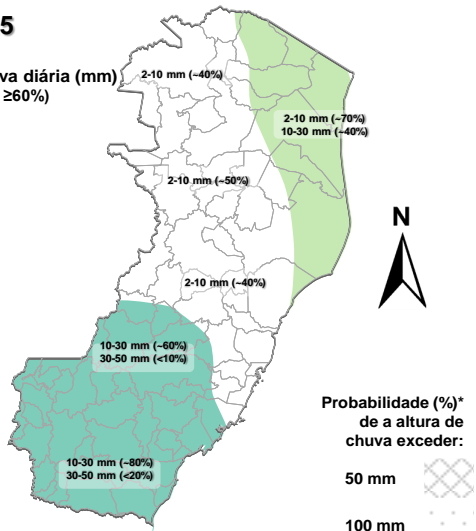 5
va diária (mm)
≥60%)
2-10 mm (~40%)
2-10 mm (~70%)
10-30 mm (~40%)
2-10 mm (~50%)
N
2-10 mm (~40%)
10-30 mm (~60%)
30-50 mm (<10%)
10-30 mm (~80%)
30-50 mm (<20%)
Probabilidade (%)*
de a altura de
chuva exceder:
50 mm
100 mm